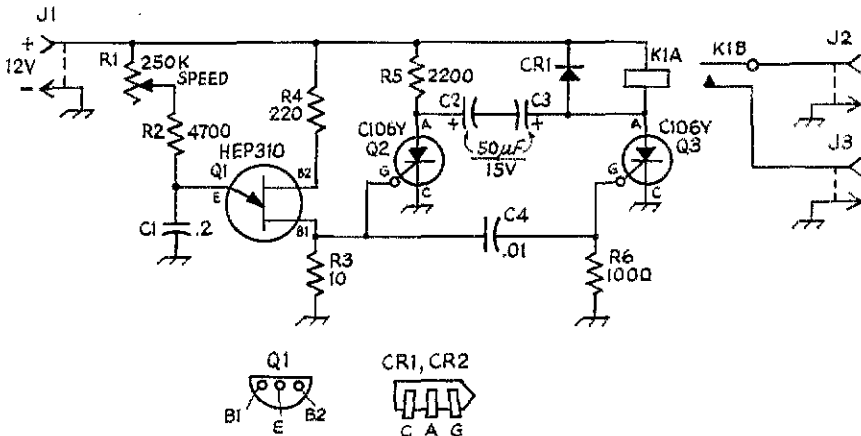 J1
+
12V
-
R1
250K
SPEED
R2
4700
C1
.2
HEP310
Q1
E
B2
B1
R4
220
R3
10
R5
2200
C106Y
Q2
A
G
C
C2
+
C3
+
50µF
15V
CR1
K1A
C106Y
Q3
A
G
C
C4
.01
R6
100Ω
K1B
J2
J3
Q1
B1
E
B2
CR1, CR2
C A G